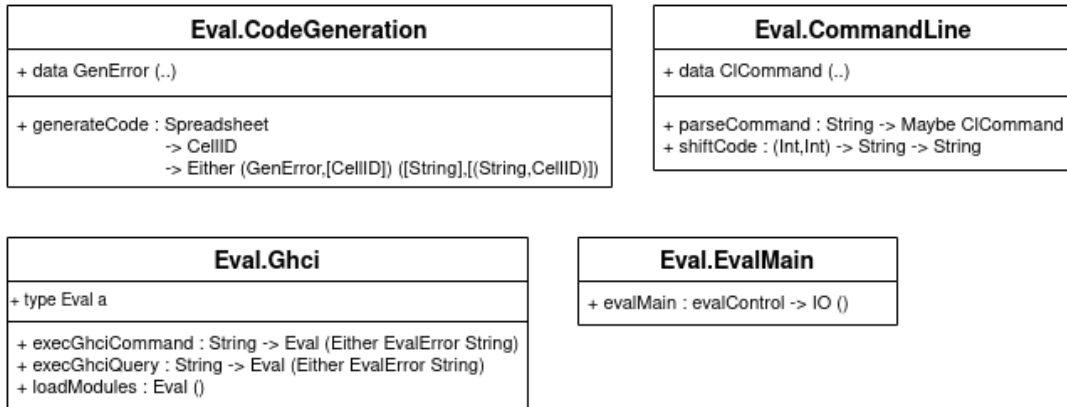 Eval.CodeGeneration
+ data GenError (..)
+ generateCode : Spreadsheet
-> CellID
-> Either (GenError,[CellID]) ([String],[(String,CellID)])
Eval.CommandLine
+ data ClCommand (..)
+ parseCommand : String -> Maybe ClCommand
+ shiftCode : (Int,Int) -> String -> String
Eval.Ghci
+ type Eval a
+ execGhciCommand : String -> Eval (Either EvalError String)
+ execGhciQuery : String -> Eval (Either EvalError String)
+ loadModules : Eval ()
Eval.EvalMain
+ evalMain : evalControl -> IO ()